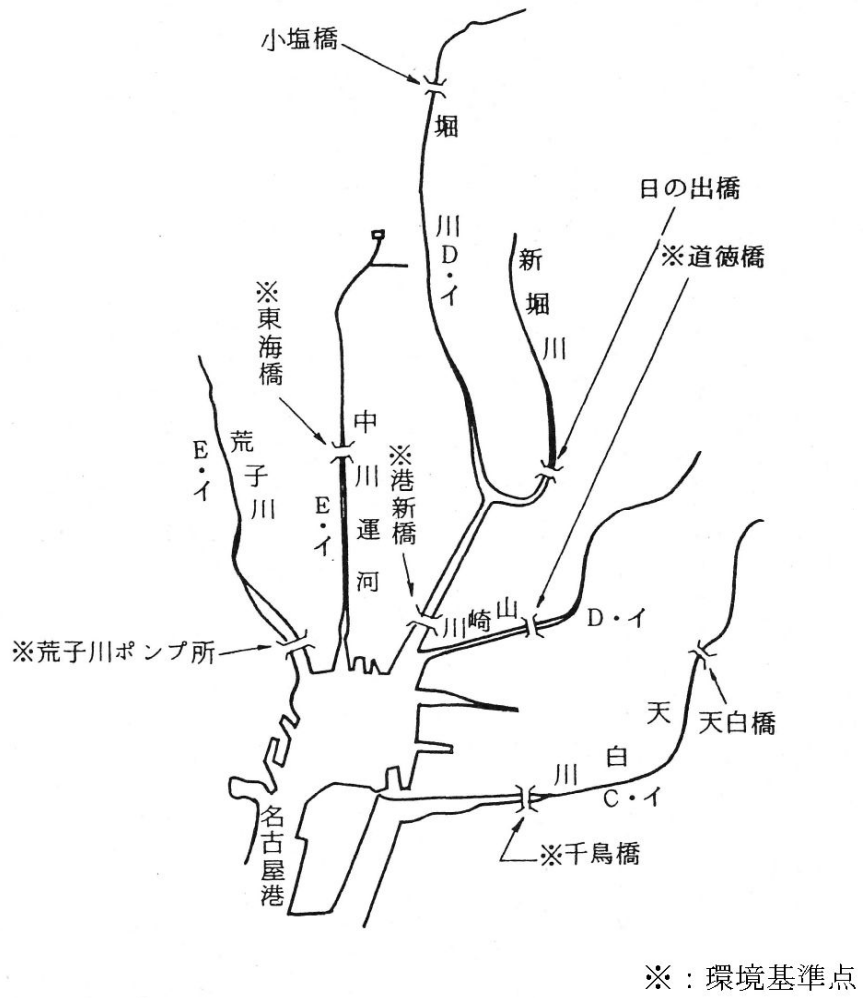 小塩橋
堀川
D・イ
日の出橋
※道徳橋
新堀川
※東海橋
中川運河
E・イ
荒子川
E・イ
※港新橋
川崎山
D・イ
※荒子川ポンプ所
天白川
C・イ
天白橋
※千鳥橋
名古屋港
※：環境基準点